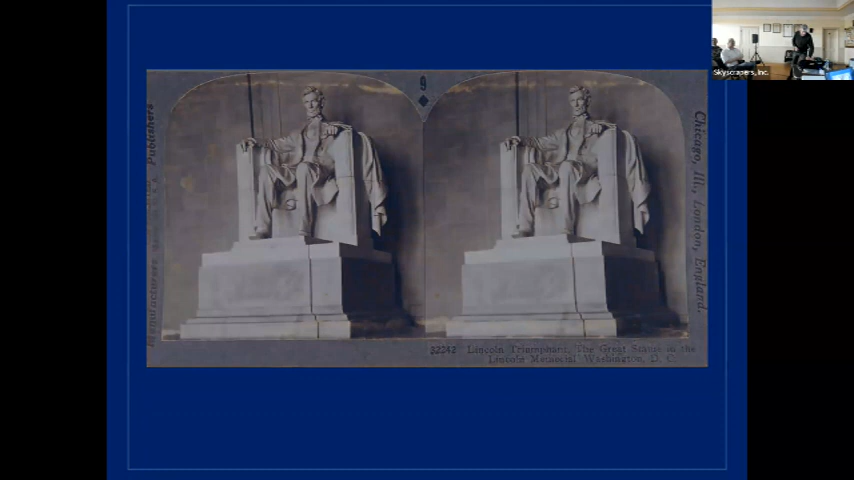 Skyscrapers, Inc.
9
Publishers
Manufacturers
Chicago, Ill., London, England.
32242 Lincoln Triumphant, The Great Statue in the
Lincoln Memorial Washington, D. C.